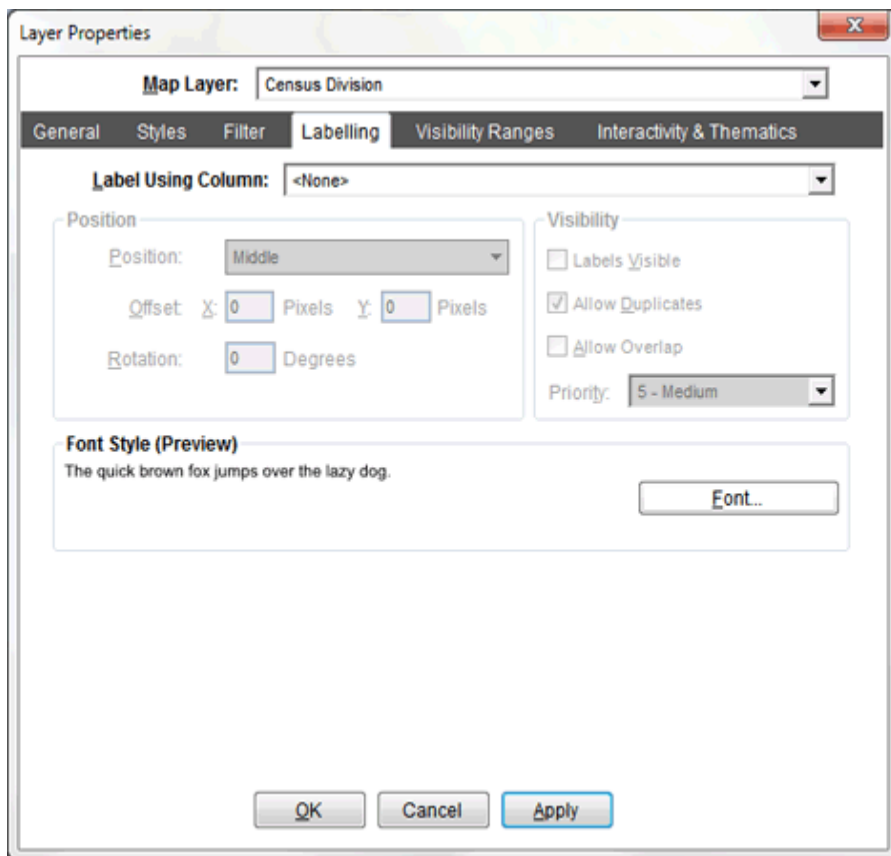 Layer Properties
X
Map Layer: Census Division
General Styles Filter Labelling Visibility Ranges Interactivity & Thematics
Label Using Column: <None>
Position
Position: Middle
Offset: X: 0 Pixels Y: 0 Pixels
Rotation: 0 Degrees
Visibility
Labels Visible
Allow Duplicates
Allow Overlap
Priority: 5 - Medium
Font Style (Preview)
The quick brown fox jumps over the lazy dog.
Font...
OK Cancel Apply